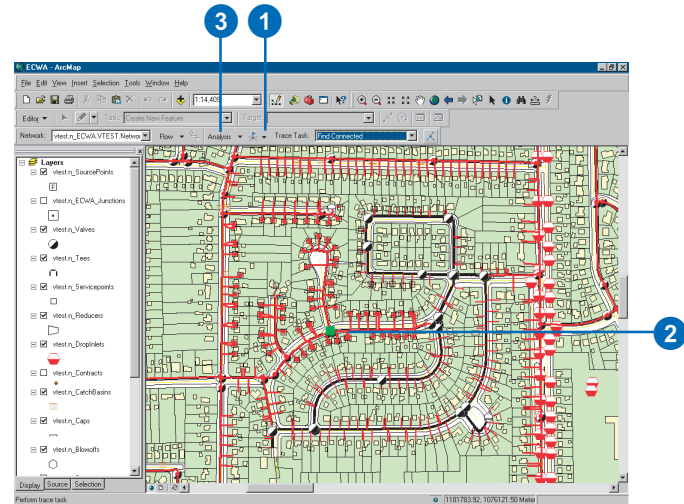 3 1
ECWA - ArcMap
File Edit View Insert Selection Tools Window Help
1:14,409
Editor Task: Create New Feature Target:
Network: vtest.n_ECWA.VTEST.Networ Flow Analysis Trace Task: Find Connected
Layers
vtest.n_SourcePoints
P
vtest.n_ECWA_Junctions
vtest.n_Valves
vtest.n_Tees
vtest.n_Servicepoints
vtest.n_Reducers
2
vtest.n_DropInlets
vtest.n_Contracts
vtest.n_CatchBasins
vtest.n_Caps
vtest.n_Blowoffs
Display Source Selection
Perform trace task 1101783.92, 1076121.50 Meter